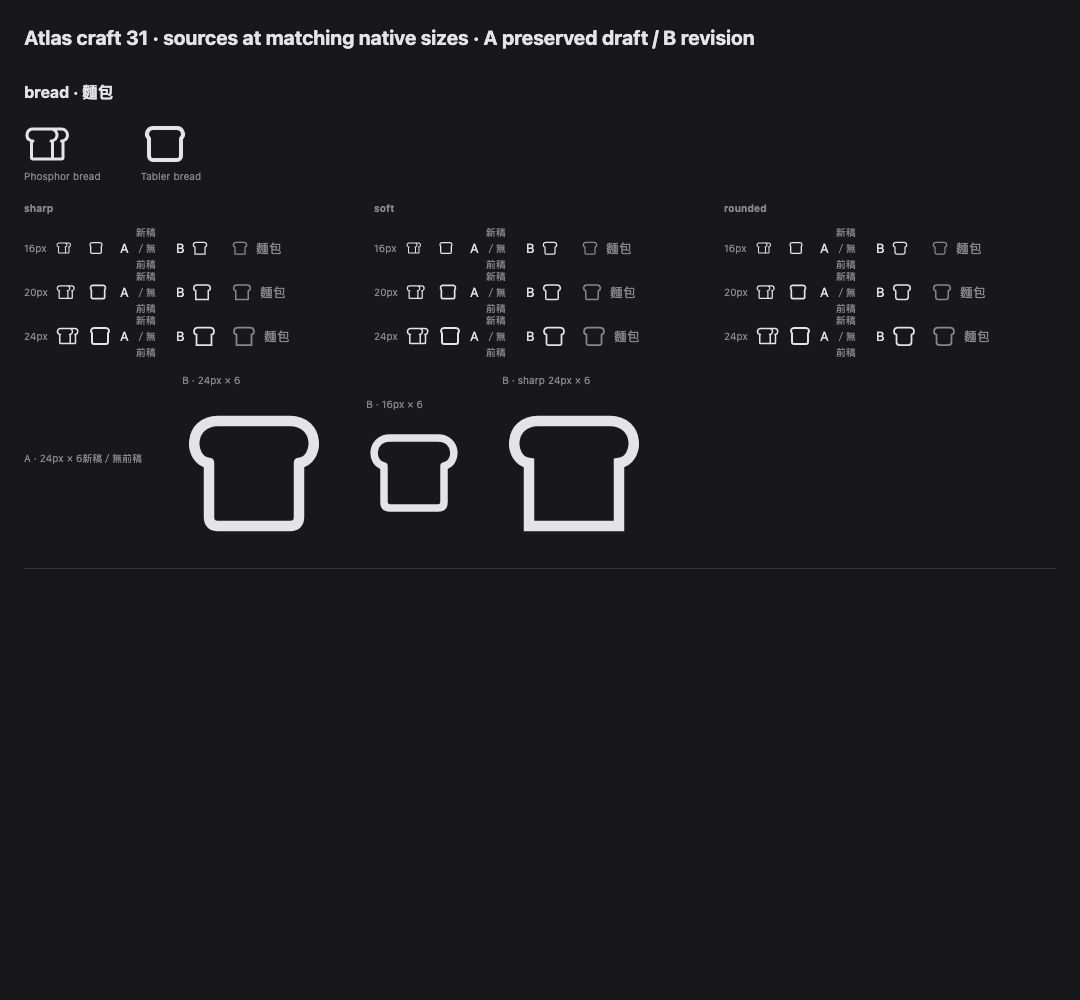 Atlas craft 31 · sources at matching native sizes · A preserved draft / B revision
bread · 麵包
Phosphor bread
Tabler bread
sharp
16px A 新稿 / 無前稿 B 麵包
20px A 新稿 / 無前稿 B 麵包
24px A 新稿 / 無前稿 B 麵包
soft
16px A 新稿 / 無前稿 B 麵包
20px A 新稿 / 無前稿 B 麵包
24px A 新稿 / 無前稿 B 麵包
rounded
16px A 新稿 / 無前稿 B 麵包
20px A 新稿 / 無前稿 B 麵包
24px A 新稿 / 無前稿 B 麵包
A · 24px × 6新稿 / 無前稿
B · 24px × 6
B · 16px × 6
B · sharp 24px × 6